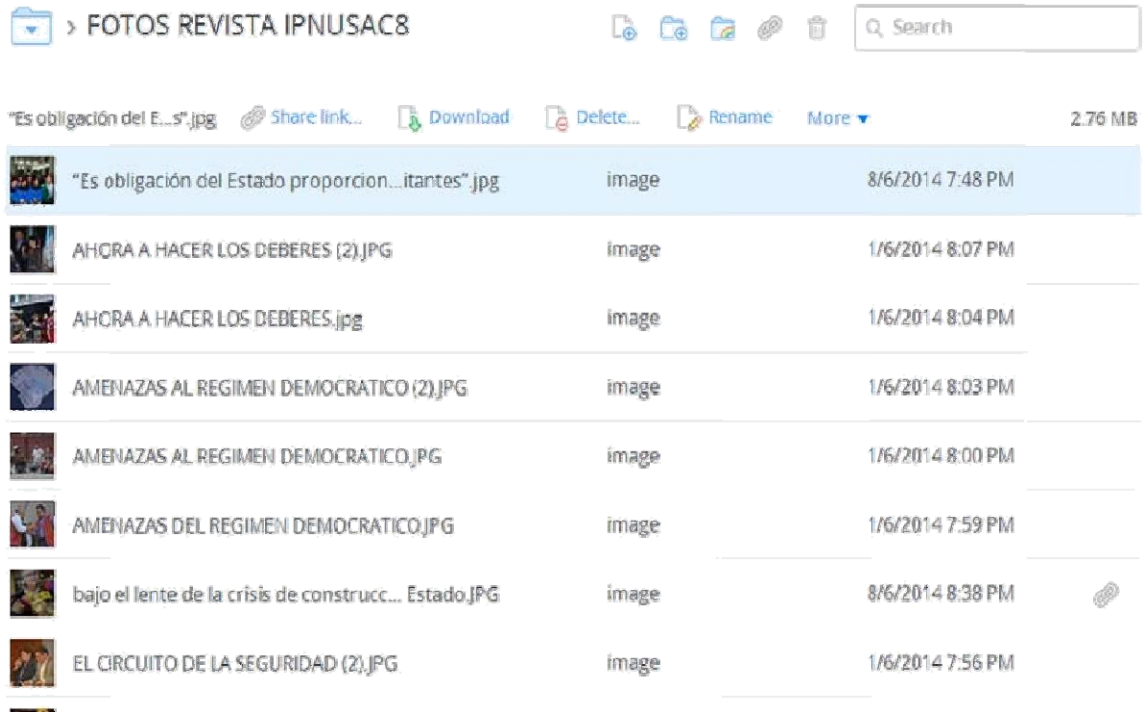 › FOTOS REVISTA IPNUSAC8 Search
“Es obligación del E...s”.jpg Share link... Download Delete... Rename More ▼ 2.76 MB
“Es obligación del Estado proporcion...itantes”.jpg image 8/6/2014 7:48 PM
AHORA A HACER LOS DEBERES (2).JPG image 1/6/2014 8:07 PM
AHORA A HACER LOS DEBERES.jpg image 1/6/2014 8:04 PM
AMENAZAS AL REGIMEN DEMOCRATICO (2).JPG image 1/6/2014 8:03 PM
AMENAZAS AL REGIMEN DEMOCRATICO.JPG image 1/6/2014 8:00 PM
AMENAZAS DEL REGIMEN DEMOCRATICO.JPG image 1/6/2014 7:59 PM
bajo el lente de la crisis de construcc... Estado.JPG image 8/6/2014 8:38 PM
EL CIRCUITO DE LA SEGURIDAD (2).JPG image 1/6/2014 7:56 PM